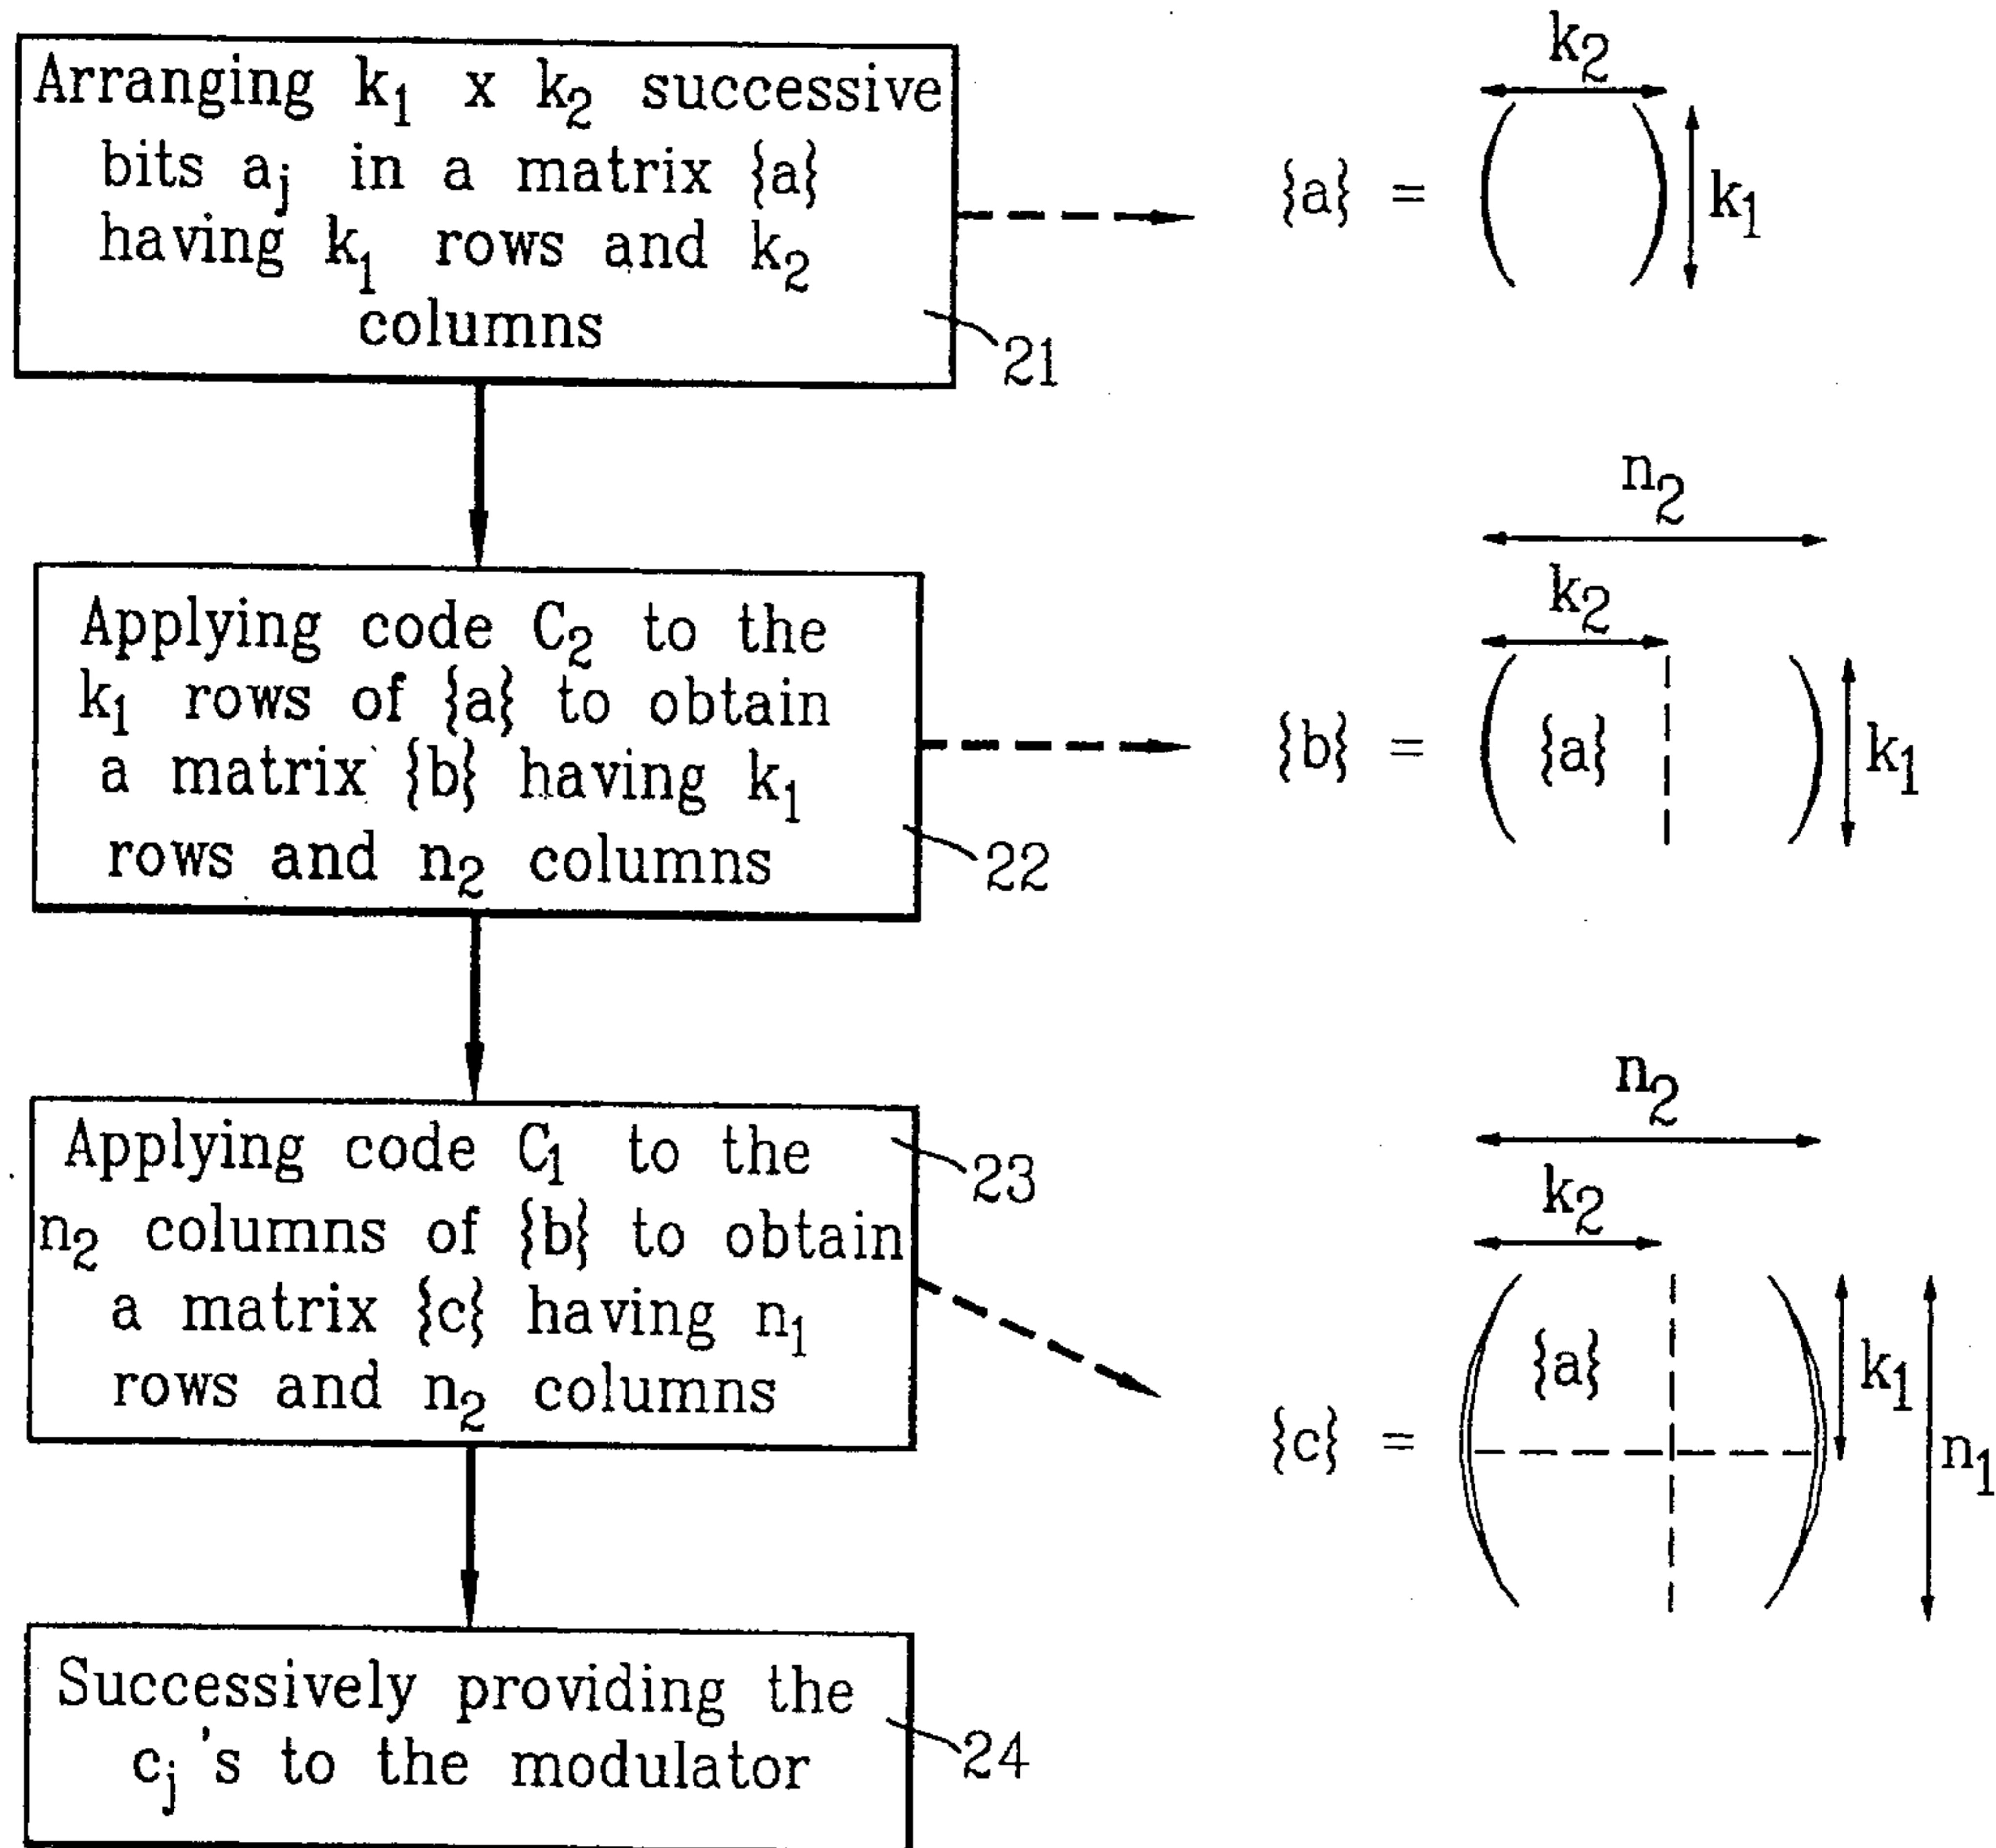 Arranging k₁ x k₂ successive
bits aⱼ in a matrix {a}
having k₁ rows and k₂
columns
21
k₂
{a} = ( ) k₁
Applying code C₂ to the
k₁ rows of {a} to obtain
a matrix {b} having k₁
rows and n₂ columns
22
n₂
k₂
{b} = ( {a} ) k₁
Applying code C₁ to the
n₂ columns of {b} to obtain
a matrix {c} having n₁
rows and n₂ columns
23
n₂
k₂
{a} k₁
{c} = ( ) n₁
Successively providing the
cⱼ's to the modulator
24